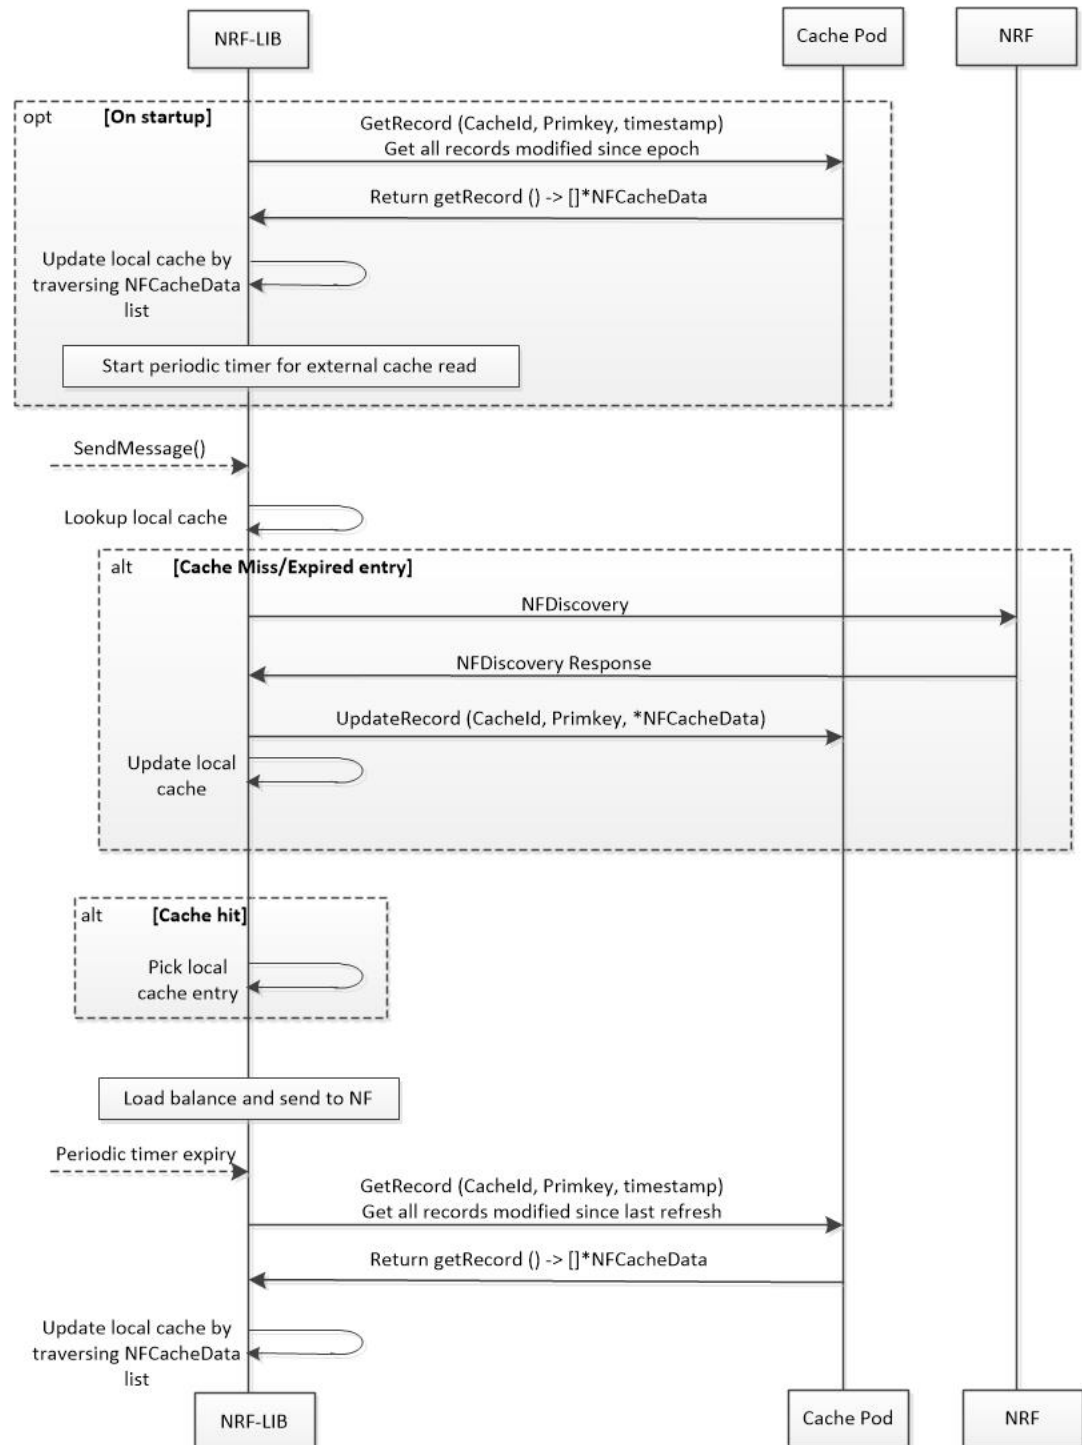 NRF-LIB
Cache Pod
NRF
opt
[On startup]
GetRecord (CacheId, Primkey, timestamp)
Get all records modified since epoch
Return getRecord () -> []*NFCacheData
Update local cache by
traversing NFCacheData
list
Start periodic timer for external cache read
SendMessage()
Lookup local cache
alt
[Cache Miss/Expired entry]
NFDiscovery
NFDiscovery Response
UpdateRecord (CacheId, Primkey, *NFCacheData)
Update local
cache
alt
[Cache hit]
Pick local
cache entry
Load balance and send to NF
Periodic timer expiry
GetRecord (CacheId, Primkey, timestamp)
Get all records modified since last refresh
Return getRecord () -> []*NFCacheData
Update local cache by
traversing NFCacheData
list
NRF-LIB
Cache Pod
NRF